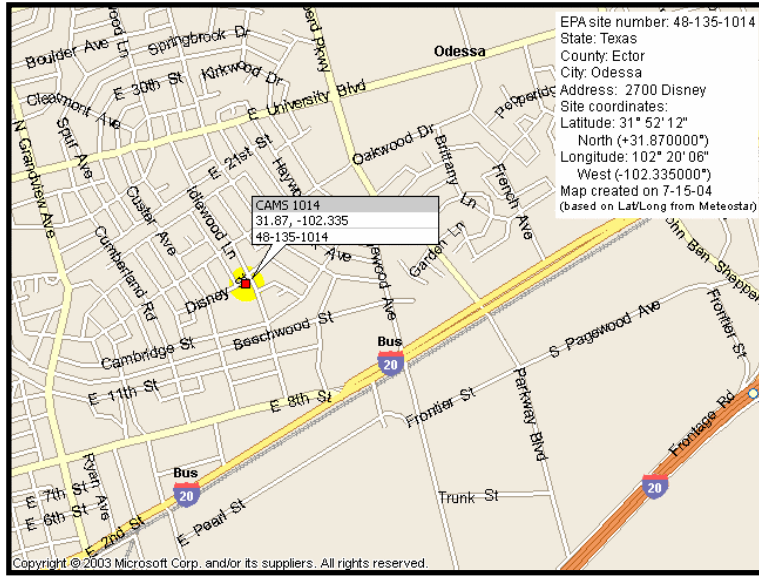 EPA site number: 48-135-1014
State: Texas
County: Ector
City: Odessa
Address: 2700 Disney
Site coordinates:
Latitude: 31° 52' 12"
North (+31.870000°)
Longitude: 102° 20' 06"
West (-102.335000°)
Map created on 7-15-04
(based on Lat/Long from Meteostar)
Odessa
Springbrook Dr
Boulder Ave
Kirkwood Dr
E 30th St
Clearmont Ave
E University Blvd
N Grandview Ave
Spur Ave
E 21st St
Oakwood Dr
Brittany Ln
French Ave
Idlewood Ln
Custer Ave
CAMS 1014
31.87, -102.335
48-135-1014
Garden Ln
John Ben
Cumberland Rd
Disney St
Cambridge St
Beechwood St
Bus
20
S Pagewood Ave
Frontier St
E 11th St
E 8th St
Frontier St
Parkway Blvd
Frontage Rd
Ryan Ave
Bus
20
20
E 7th St
E 6th St
Trunk St
E 2nd St
E Pearl St
Copyright © 2003 Microsoft Corp. and/or its suppliers. All rights reserved.